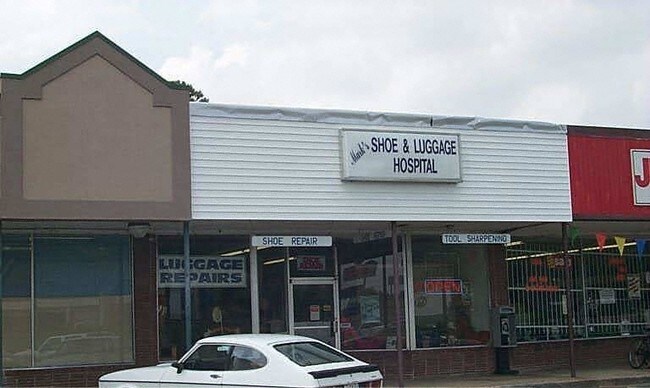 Mark's SHOE & LUGGAGE
HOSPITAL
SHOE REPAIR
TOOL SHARPENING
LUGGAGE
REPAIRS
OPEN
J